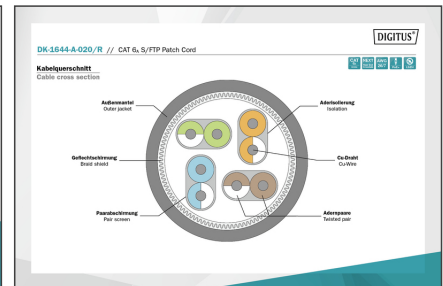 DIGITUS®
DK-1644-A-020/R // CAT 6A S/FTP Patch Cord
Kabelquerschnitt
Cable cross section
Außenmantel
Outer jacket
Aderisolierung
Isolation
Geflechtschirmung
Braid shield
Cu-Draht
Cu-Wire
Paarabschirmung
Pair screen
Adernpaare
Twisted pair